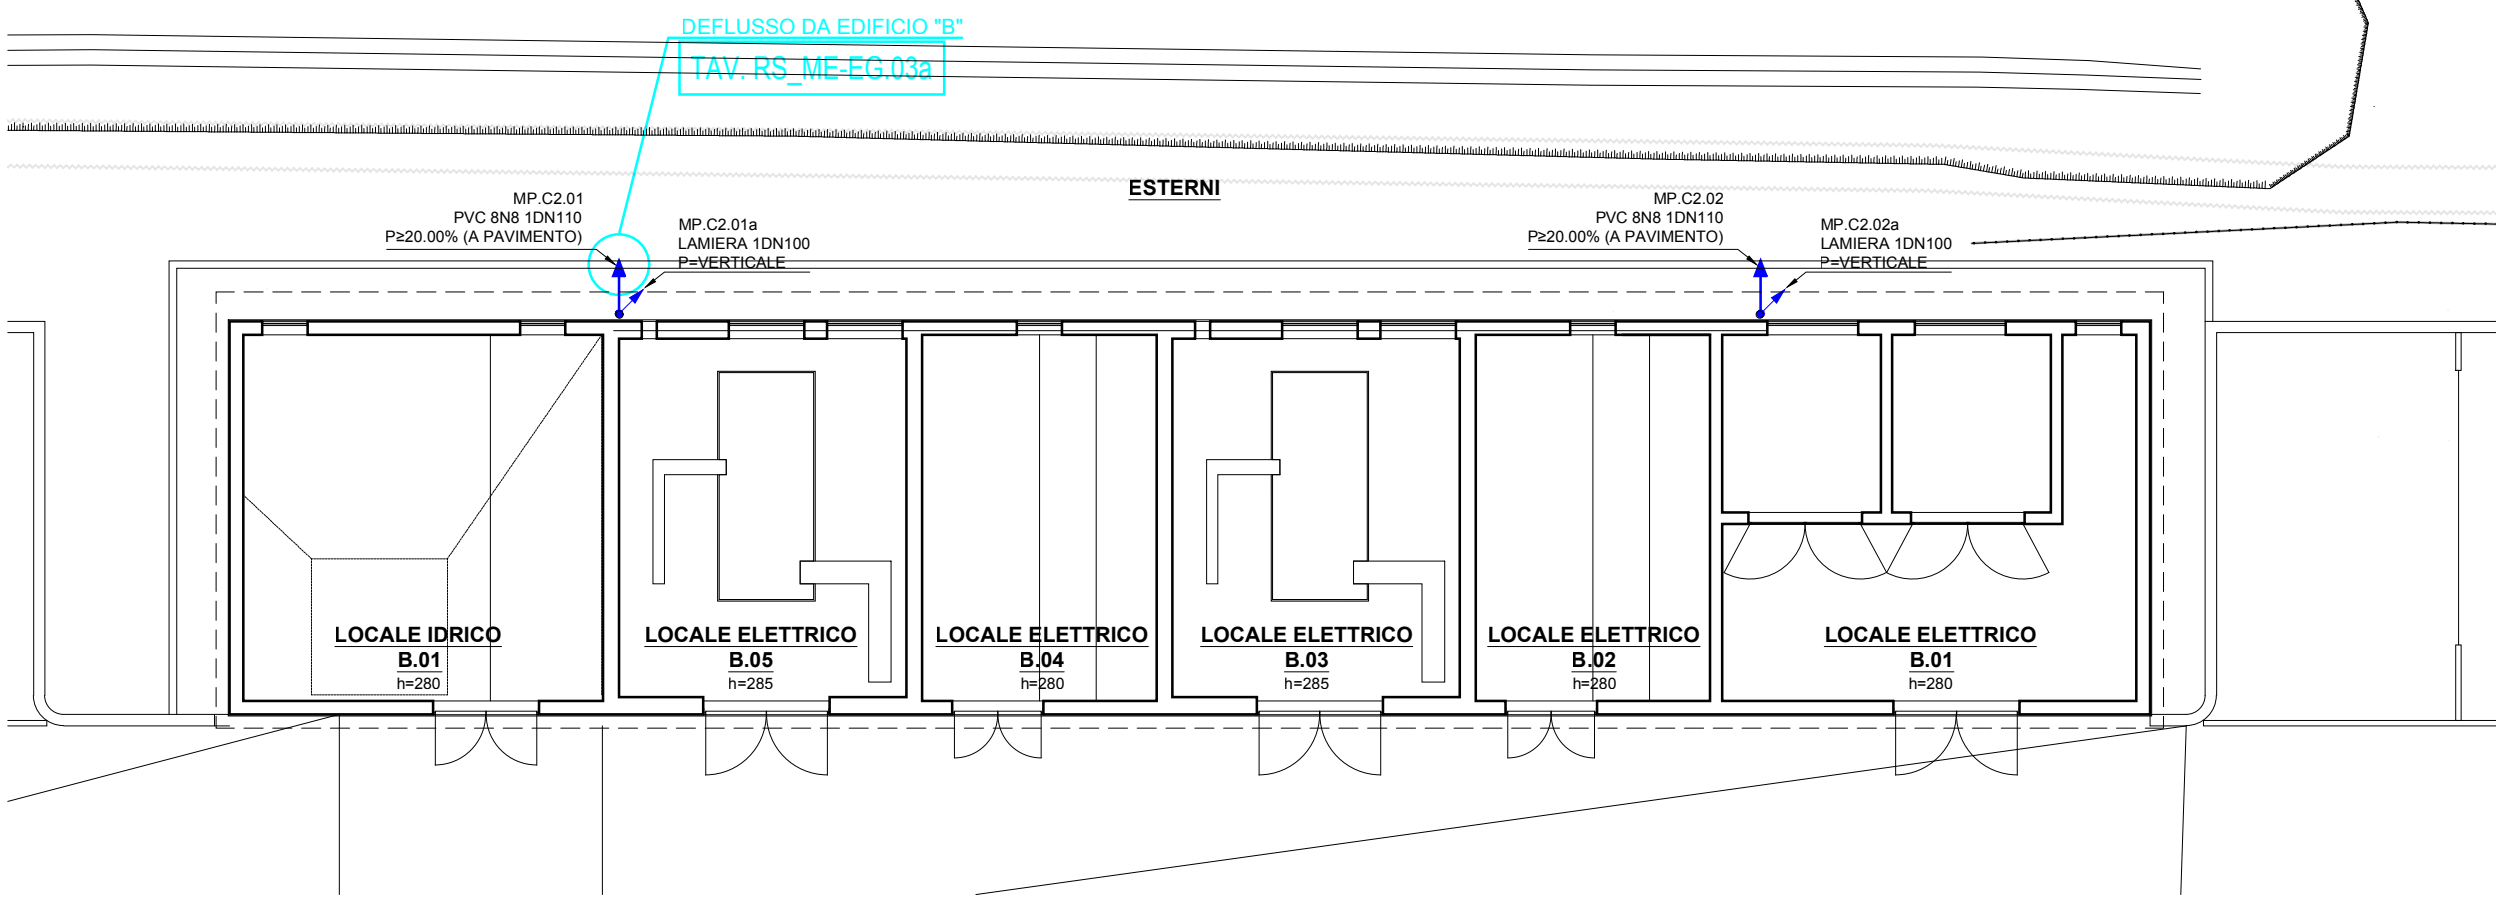 DEFLUSSO DA EDIFICIO "B"
TAV. RS_ME-EG.03a
ESTERNI
MP.C2.01
PVC 8N8 1DN110
P≥20.00% (A PAVIMENTO)
MP.C2.01a
LAMIERA 1DN100
P=VERTICALE
MP.C2.02
PVC 8N8 1DN110
P≥20.00% (A PAVIMENTO)
MP.C2.02a
LAMIERA 1DN100
P=VERTICALE
LOCALE IDRICO
B.01
h=280
LOCALE ELETTRICO
B.05
h=285
LOCALE ELETTRICO
B.04
h=280
LOCALE ELETTRICO
B.03
h=285
LOCALE ELETTRICO
B.02
h=280
LOCALE ELETTRICO
B.01
h=280